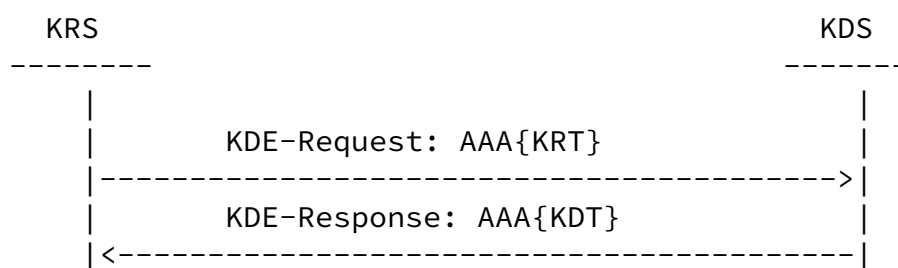 KRS KDS
KDE-Request: AAA{KRT}
KDE-Response: AAA{KDT}